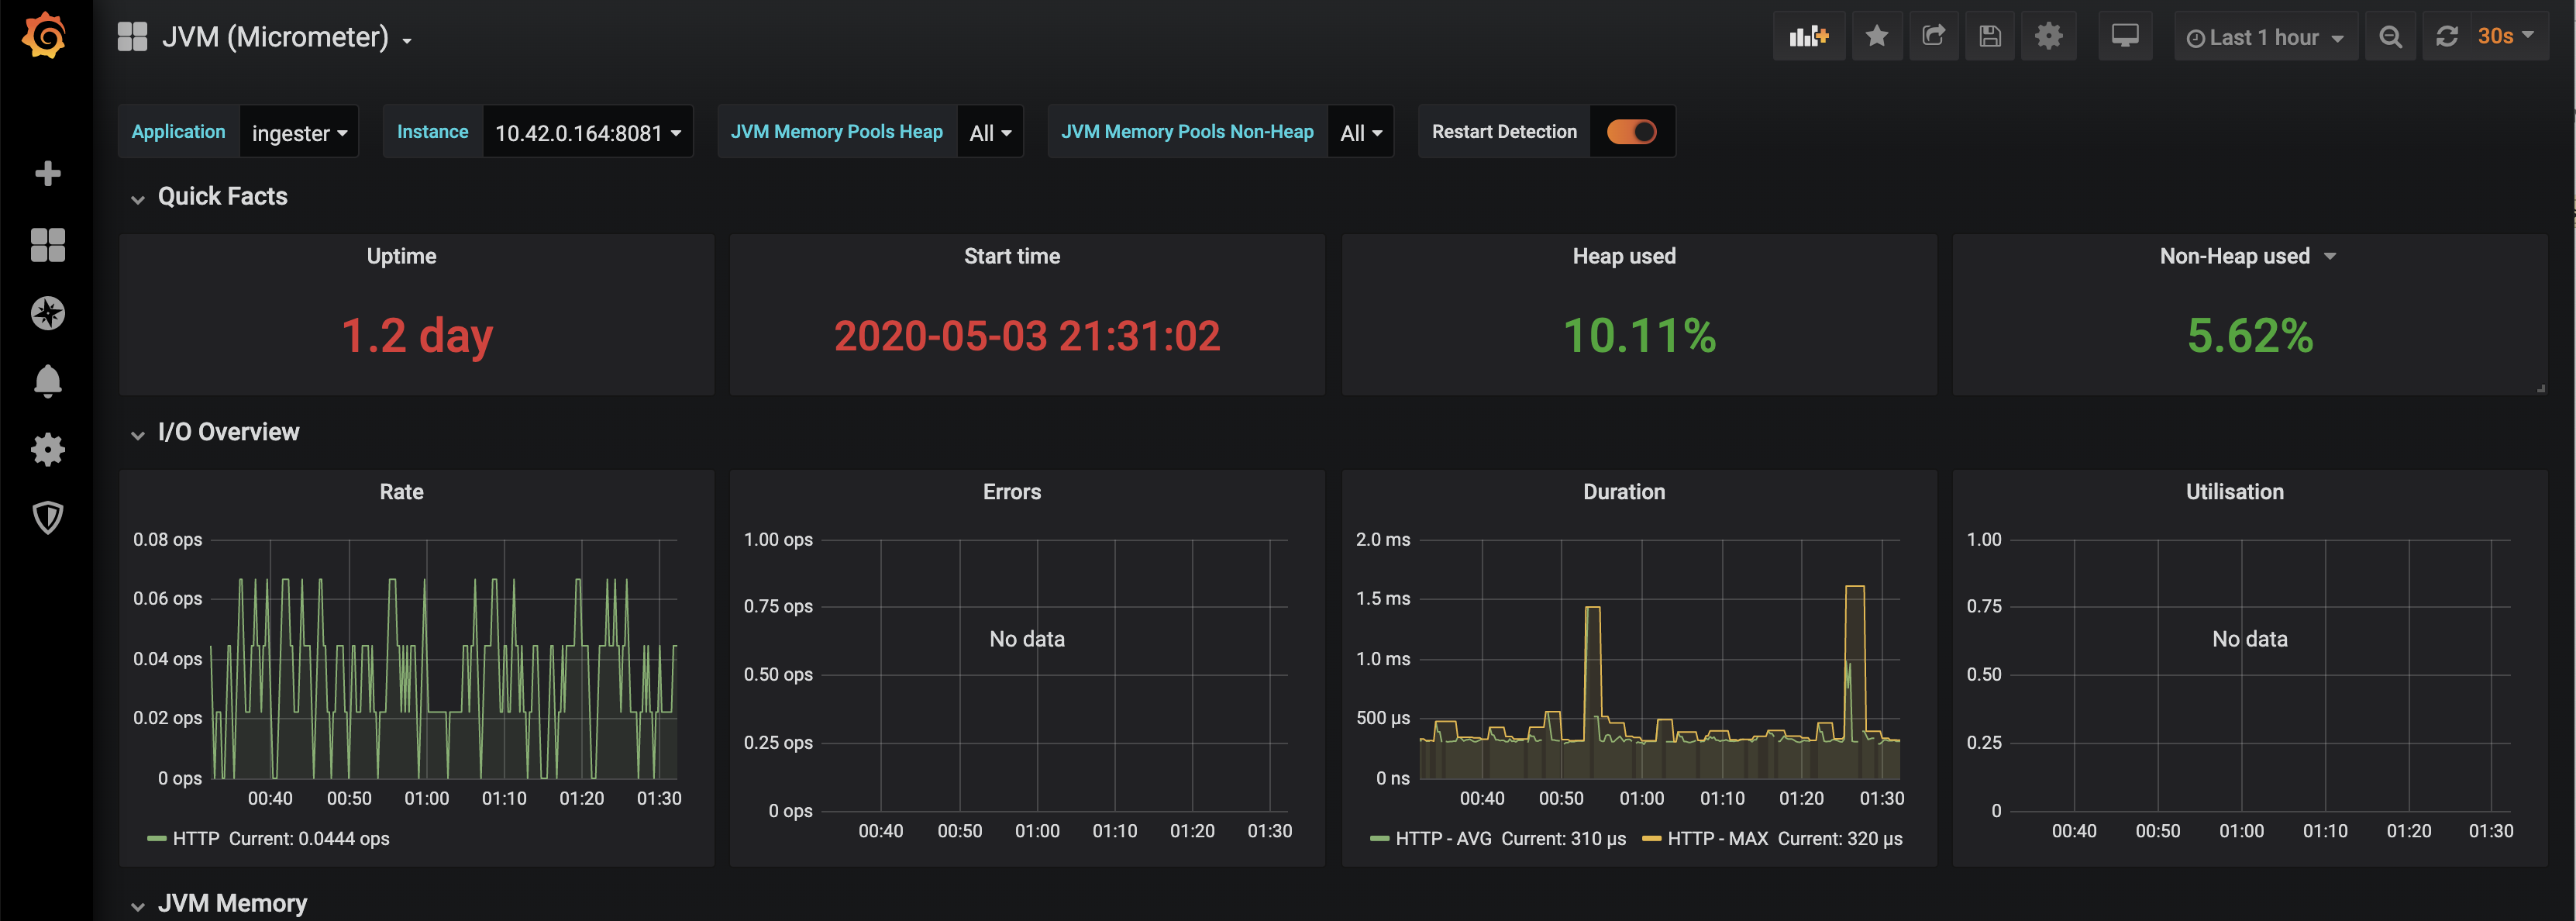 JVM (Micrometer)
Last 1 hour
30s
Application ingester
Instance 10.42.0.164:8081
JVM Memory Pools Heap All
JVM Memory Pools Non-Heap All
Restart Detection
Quick Facts
Uptime
1.2 day
Start time
2020-05-03 21:31:02
Heap used
10.11%
Non-Heap used
5.62%
I/O Overview
Rate
0.08 ops
0.06 ops
0.04 ops
0.02 ops
0 ops
00:40 00:50 01:00 01:10 01:20 01:30
HTTP Current: 0.0444 ops
Errors
1.00 ops
0.75 ops
0.50 ops
0.25 ops
0 ops
No data
00:40 00:50 01:00 01:10 01:20 01:30
Duration
2.0 ms
1.5 ms
1.0 ms
500 µs
0 ns
00:40 00:50 01:00 01:10 01:20 01:30
HTTP - AVG Current: 310 µs HTTP - MAX Current: 320 µs
Utilisation
1.00
0.75
0.50
0.25
0
No data
00:40 00:50 01:00 01:10 01:20 01:30
JVM Memory